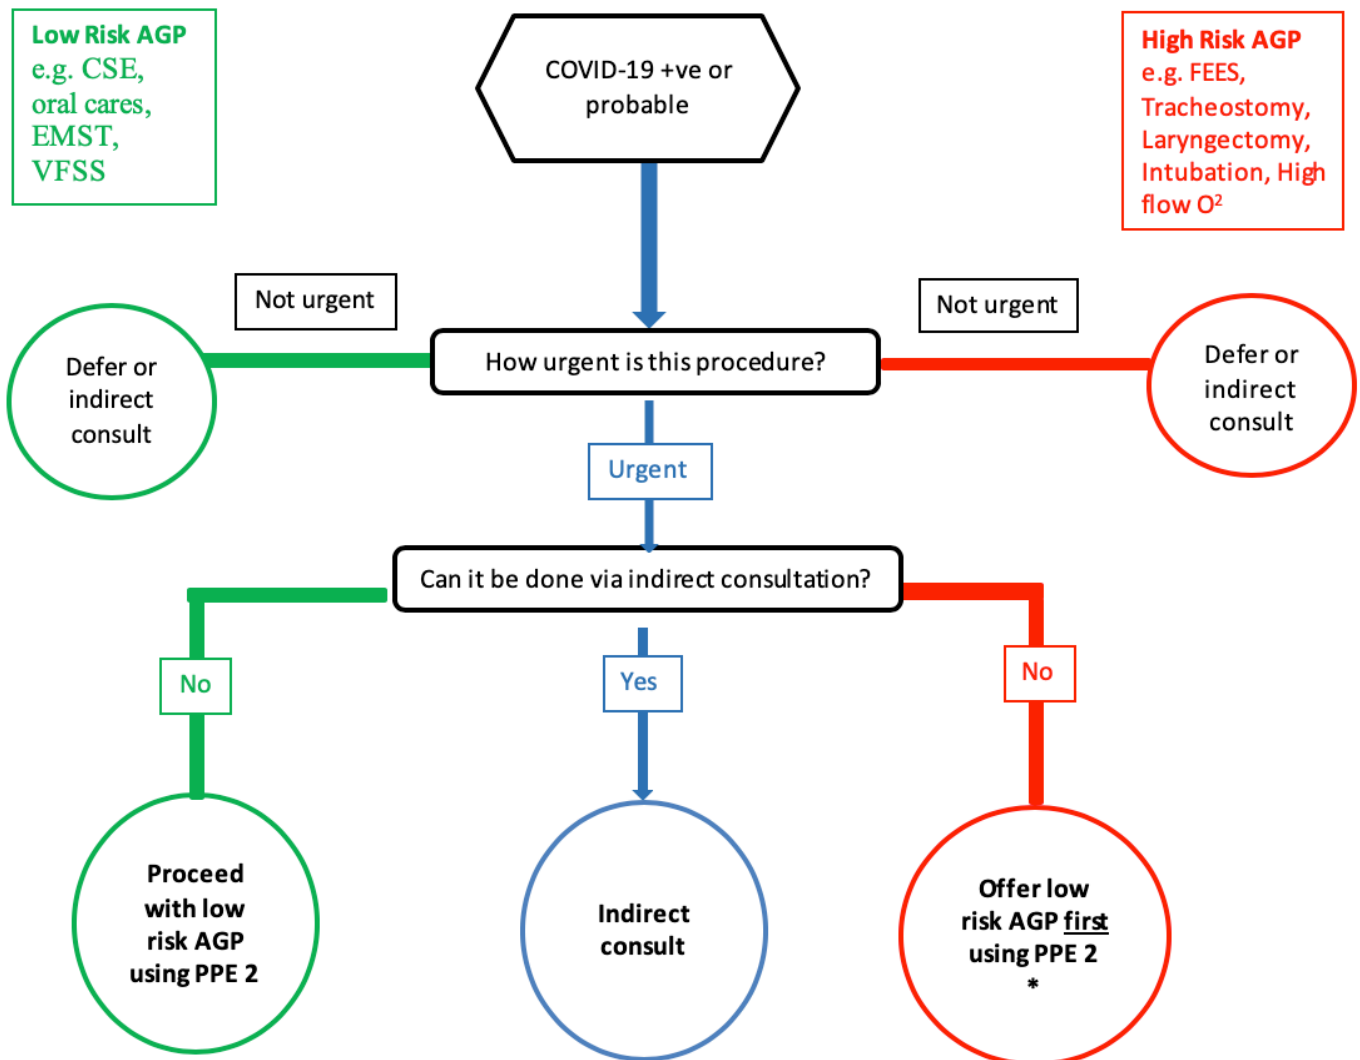 Low Risk AGP
e.g. CSE,
oral cares,
EMST,
VFSS
COVID-19 +ve or
probable
High Risk AGP
e.g. FEES,
Tracheostomy,
Laryngectomy,
Intubation, High
flow O²
Not urgent
Not urgent
Defer or
indirect
consult
How urgent is this procedure?
Defer or
indirect
consult
Urgent
Can it be done via indirect consultation?
No
Yes
No
Proceed
with low
risk AGP
using PPE 2
Indirect
consult
Offer low
risk AGP first
using PPE 2
*